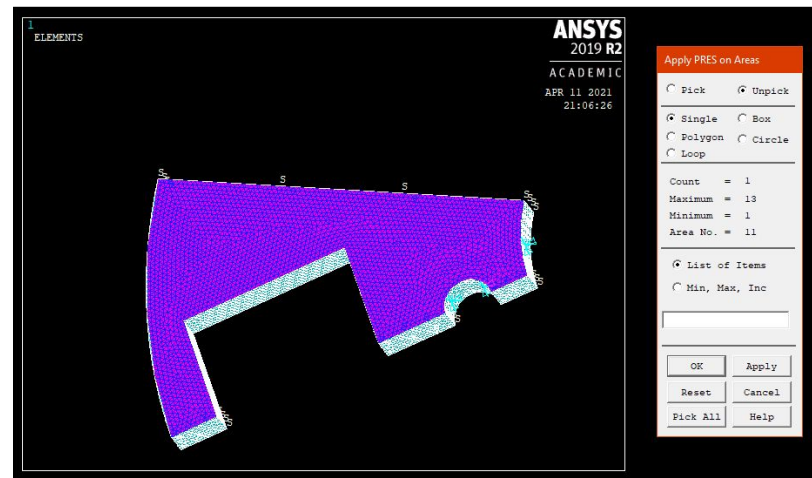 1
ELEMENTS
ANSYS
2019 R2
ACADEMIC
APR 11 2021
21:06:26
S
S
S
S
S
S
S
S
S
S
S
S
S
S
Apply PRES on Areas
Pick Unpick
Single Box
Polygon Circle
Loop
Count = 1
Maximum = 13
Minimum = 1
Area No. = 11
List of Items
Min, Max, Inc
OK Apply
Reset Cancel
Pick All Help